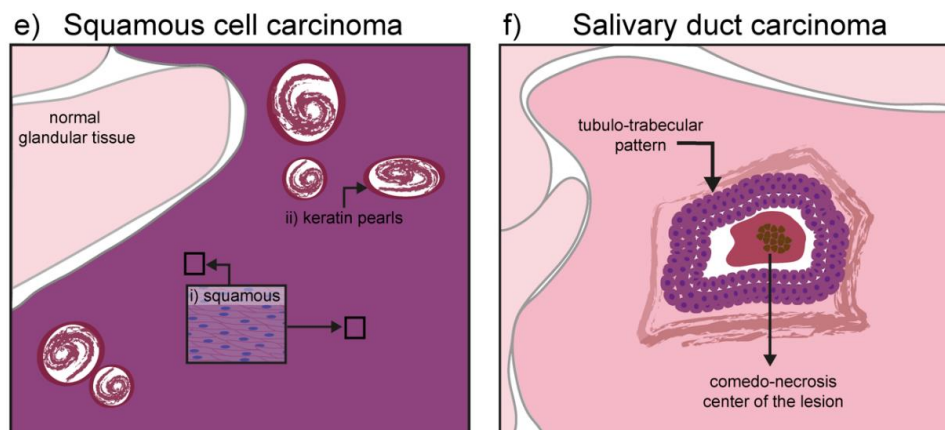 e) Squamous cell carcinoma
normal
glandular tissue
ii) keratin pearls
i) squamous
f) Salivary duct carcinoma
tubulo-trabecular
pattern
comedo-necrosis
center of the lesion